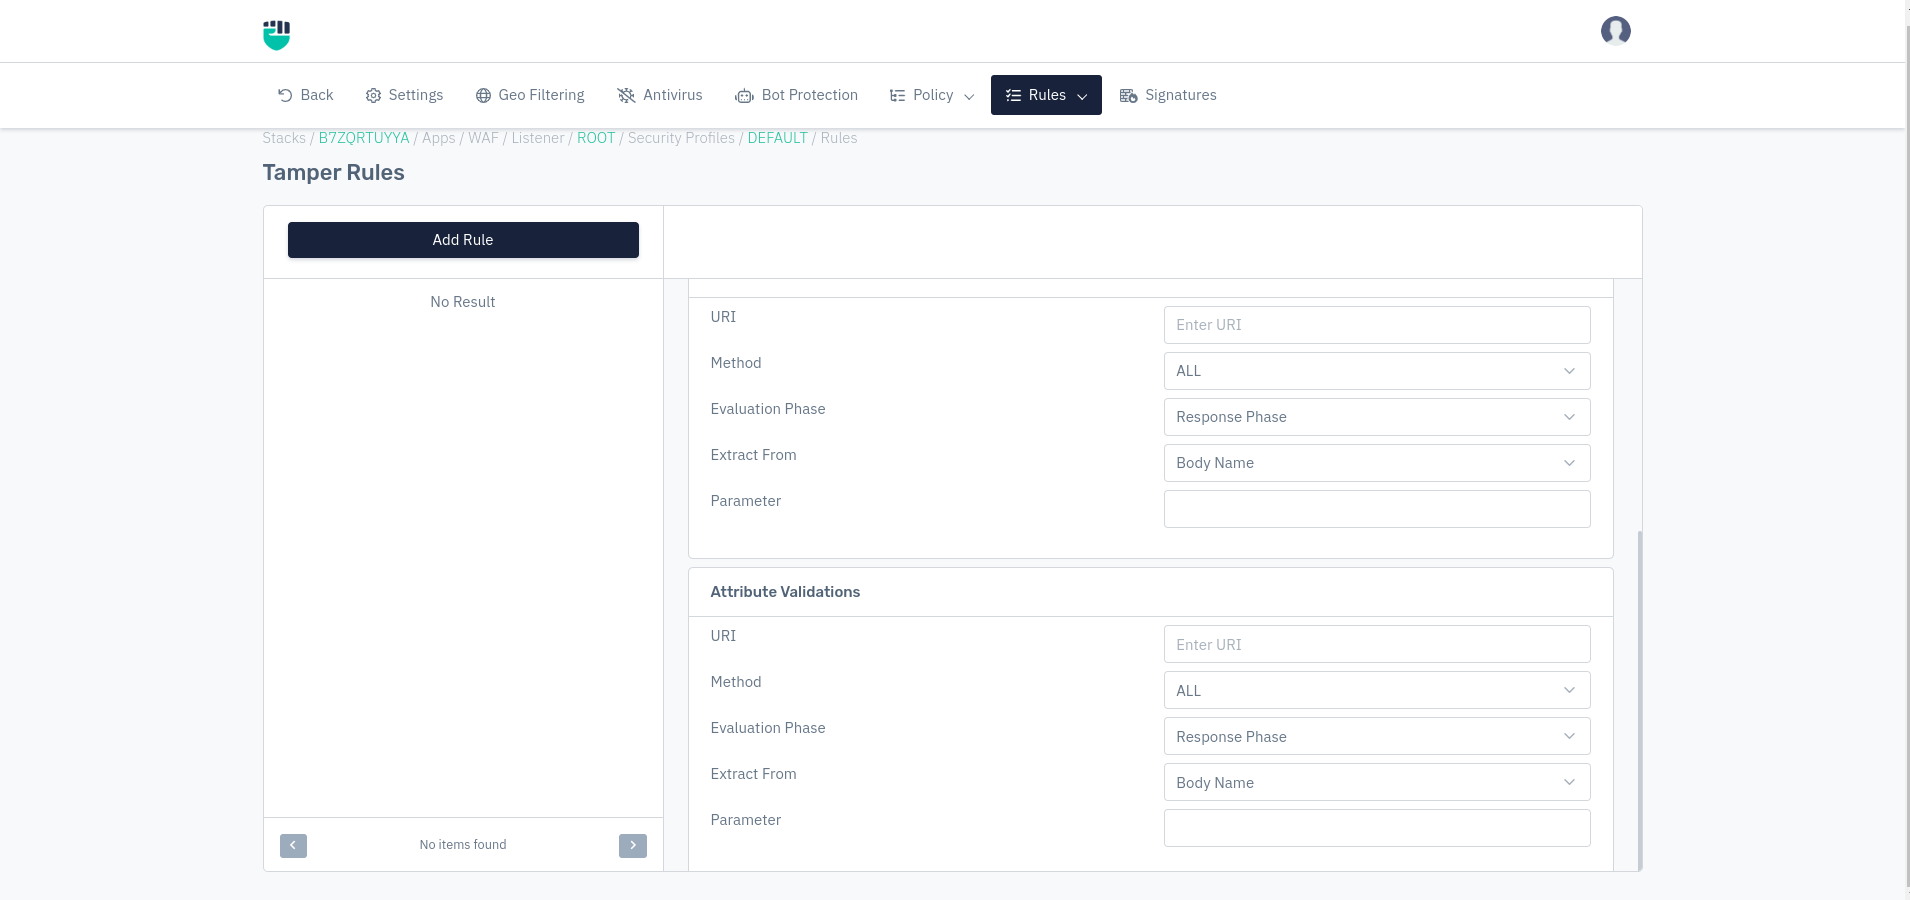 Back Settings Geo Filtering Antivirus Bot Protection Policy Rules Signatures
Stacks / B7ZQRTUYYA / Apps / WAF / Listener / ROOT / Security Profiles / DEFAULT / Rules
Tamper Rules
Add Rule
No Result
No items found
URI Enter URI
Method ALL
Evaluation Phase Response Phase
Extract From Body Name
Parameter
Attribute Validations
URI Enter URI
Method ALL
Evaluation Phase Response Phase
Extract From Body Name
Parameter